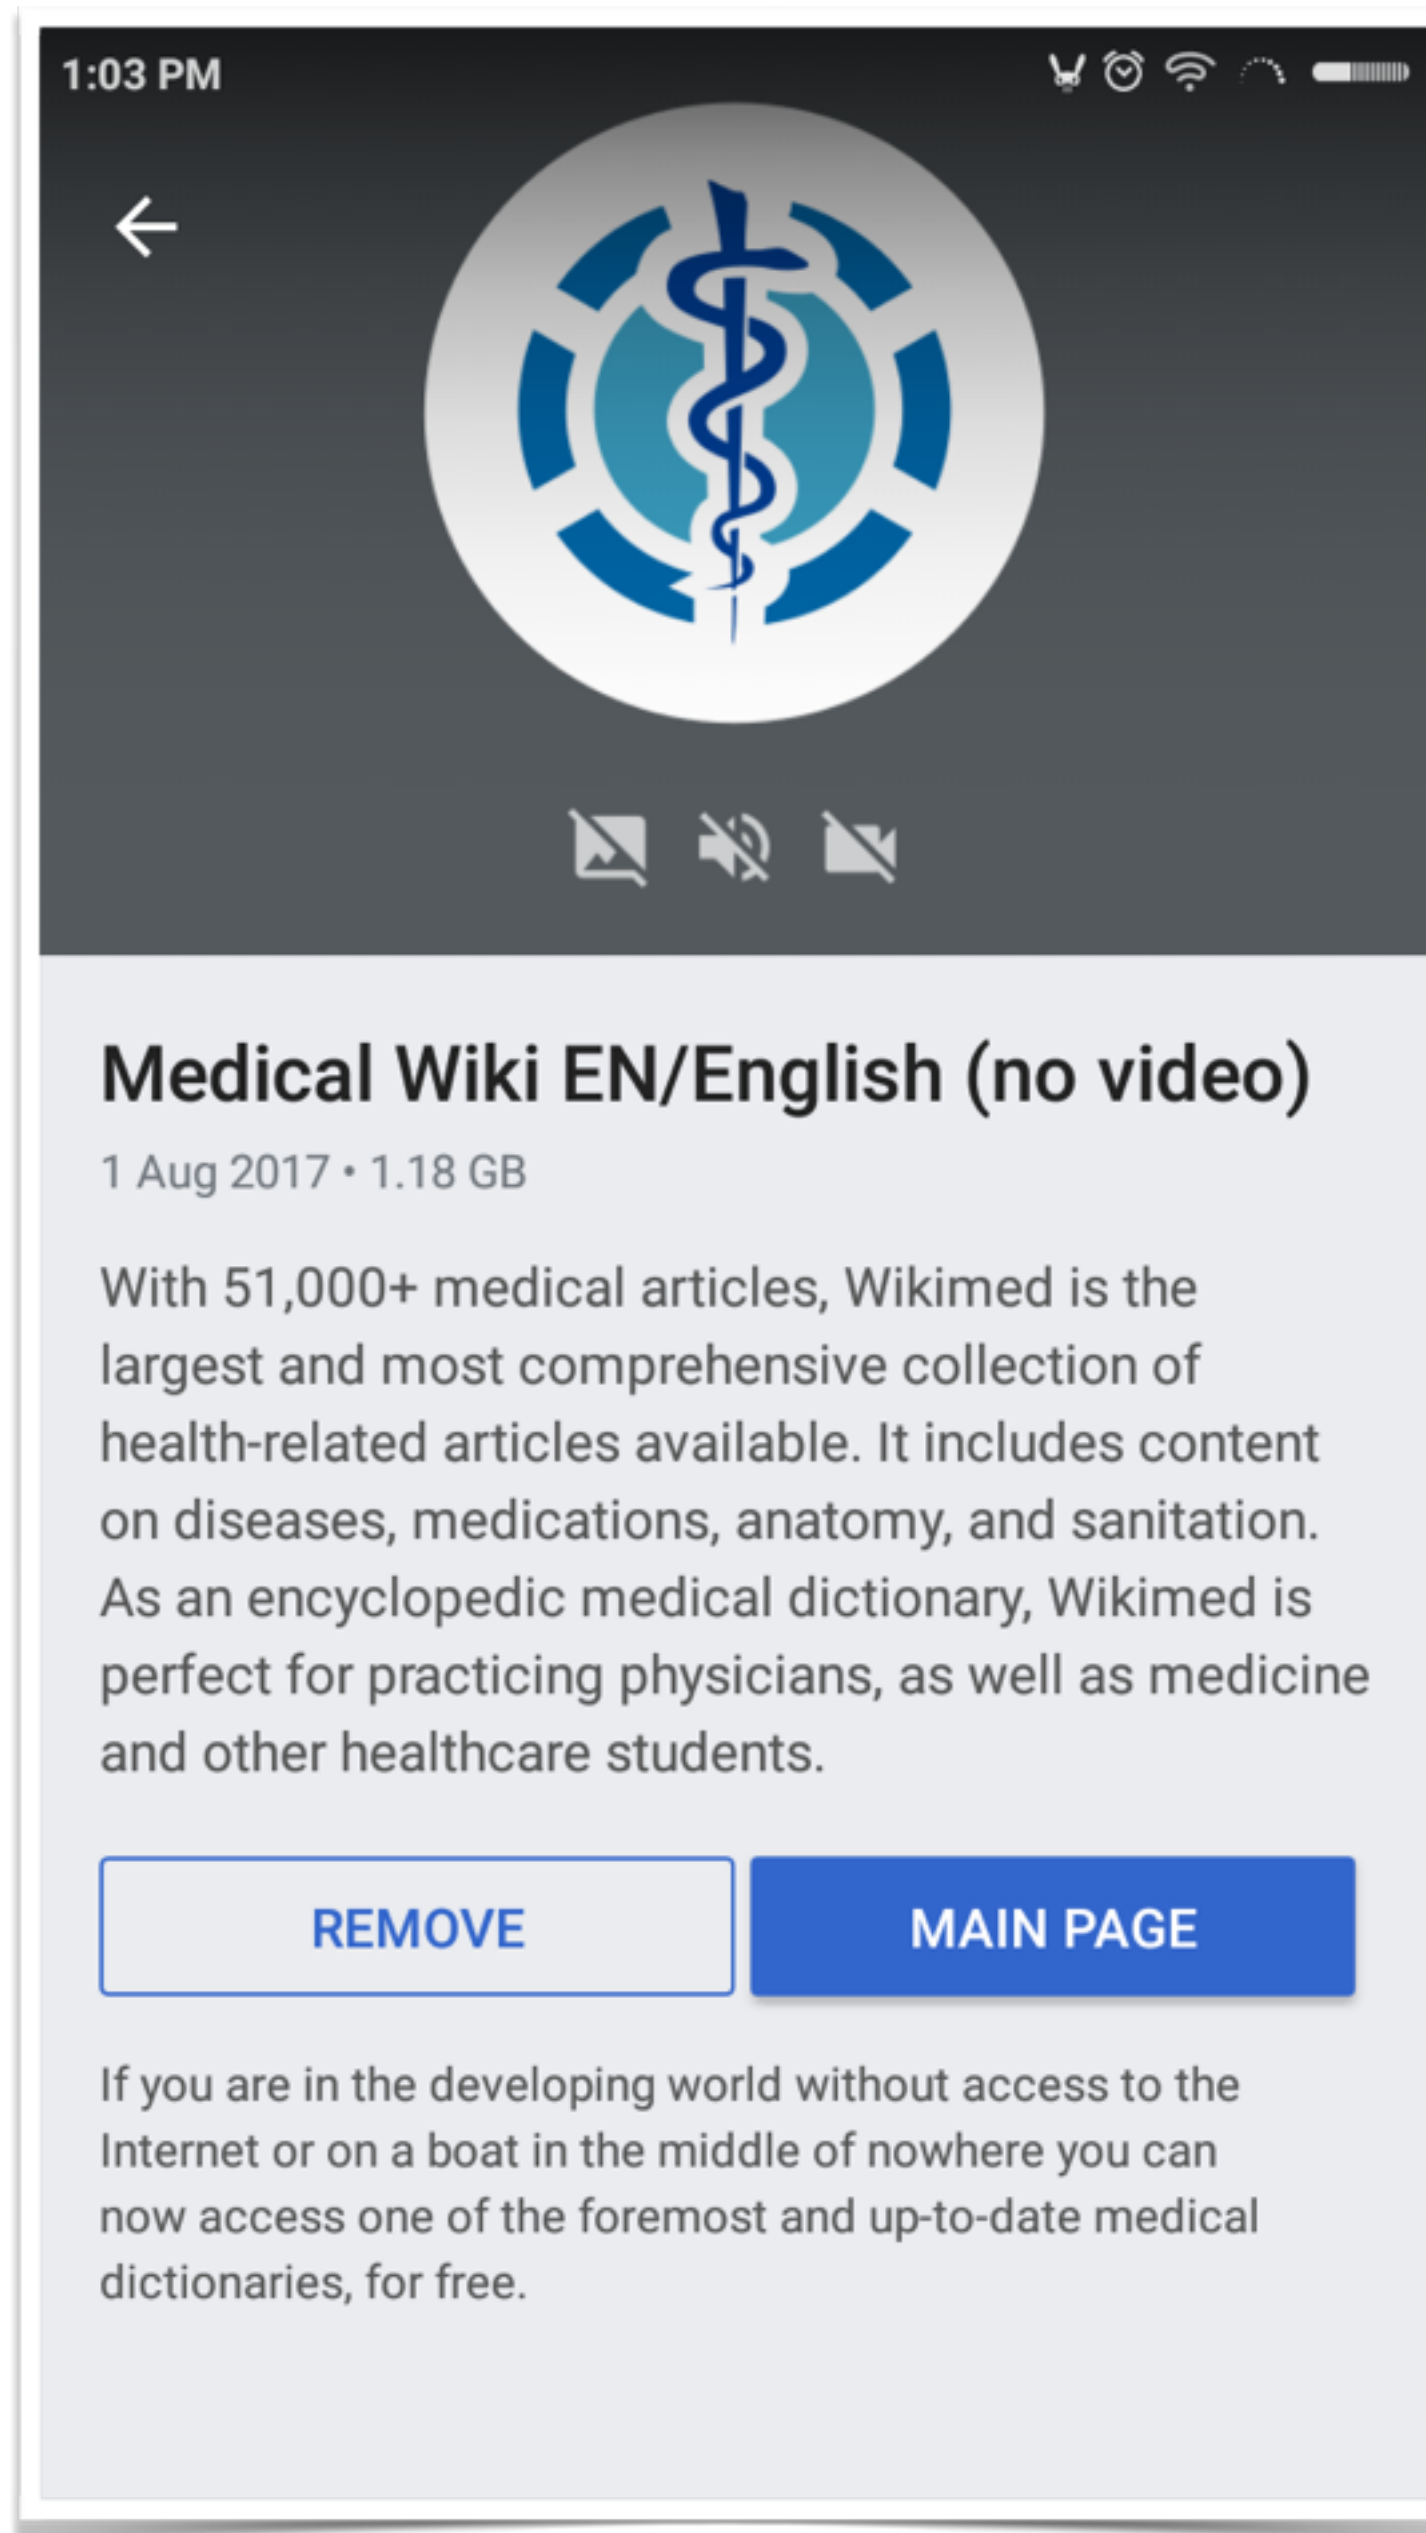 1:03 PM
Medical Wiki EN/English (no video)
1 Aug 2017 • 1.18 GB
With 51,000+ medical articles, Wikimed is the
largest and most comprehensive collection of
health-related articles available. It includes content
on diseases, medications, anatomy, and sanitation.
As an encyclopedic medical dictionary, Wikimed is
perfect for practicing physicians, as well as medicine
and other healthcare students.
REMOVE
MAIN PAGE
If you are in the developing world without access to the
Internet or on a boat in the middle of nowhere you can
now access one of the foremost and up-to-date medical
dictionaries, for free.